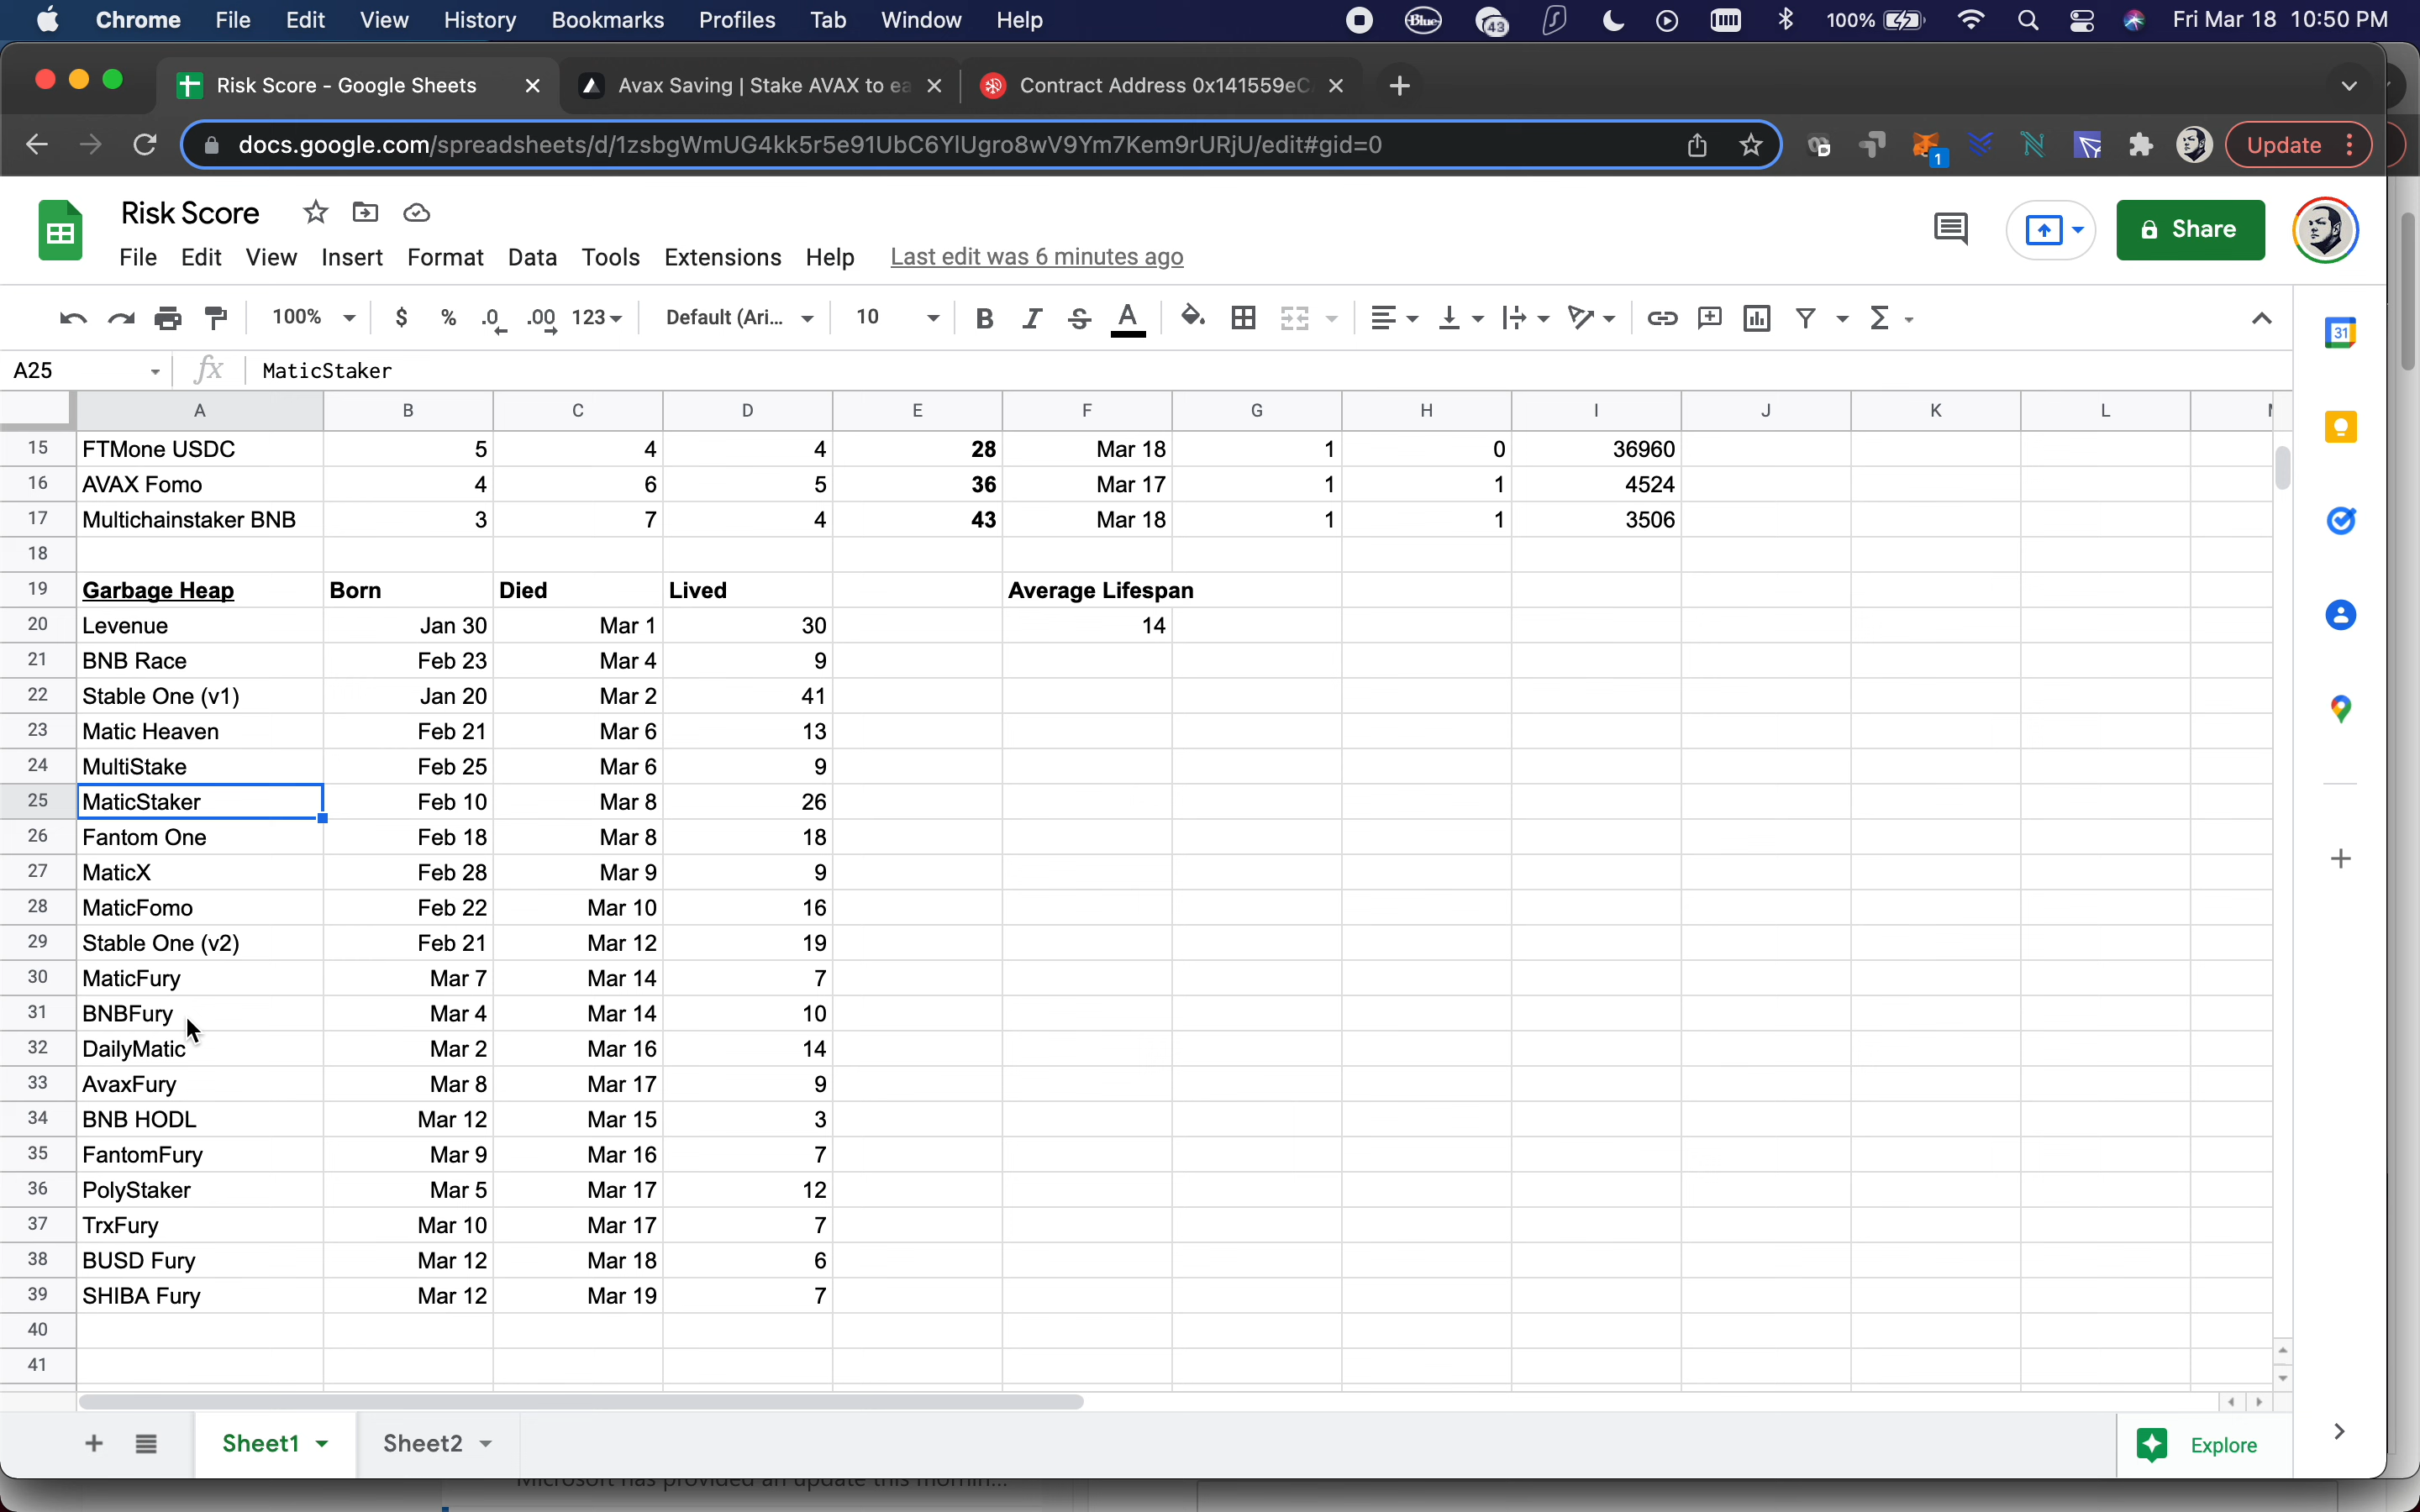 Chrome File Edit View History Bookmarks Profiles Tab Window Help Blue 43 100% Fri Mar 18 10:50 PM
Risk Score - Google Sheets Avax Saving | Stake AVAX to ea Contract Address 0x141559eC
docs.google.com/spreadsheets/d/1zsbgWmUG4kk5r5e91UbC6YlUgro8wV9Ym7Kem9rURjU/edit#gid=0 1 Update
Risk Score
Share
File Edit View Insert Format Data Tools Extensions Help Last edit was 6 minutes ago
100% $ % .0 .00 123 Default (Ari... 10 B I S A
31
A25 fx MaticStaker
A B C D E F G H I J K L
15 FTMone USDC 5 4 4 28 Mar 18 1 0 36960
16 AVAX Fomo 4 6 5 36 Mar 17 1 1 4524
17 Multichainstaker BNB 3 7 4 43 Mar 18 1 1 3506
18
19 Garbage Heap Born Died Lived Average Lifespan
20 Levenue Jan 30 Mar 1 30 14
21 BNB Race Feb 23 Mar 4 9
22 Stable One (v1) Jan 20 Mar 2 41
23 Matic Heaven Feb 21 Mar 6 13
24 MultiStake Feb 25 Mar 6 9
25 MaticStaker Feb 10 Mar 8 26
26 Fantom One Feb 18 Mar 8 18
27 MaticX Feb 28 Mar 9 9
28 MaticFomo Feb 22 Mar 10 16
29 Stable One (v2) Feb 21 Mar 12 19
30 MaticFury Mar 7 Mar 14 7
31 BNBFury Mar 4 Mar 14 10
32 DailyMatic Mar 2 Mar 16 14
33 AvaxFury Mar 8 Mar 17 9
34 BNB HODL Mar 12 Mar 15 3
35 FantomFury Mar 9 Mar 16 7
36 PolyStaker Mar 5 Mar 17 12
37 TrxFury Mar 10 Mar 17 7
38 BUSD Fury Mar 12 Mar 18 6
39 SHIBA Fury Mar 12 Mar 19 7
40
41
Sheet1 Sheet2 Explore
Microsoft has provided an update this mornin...